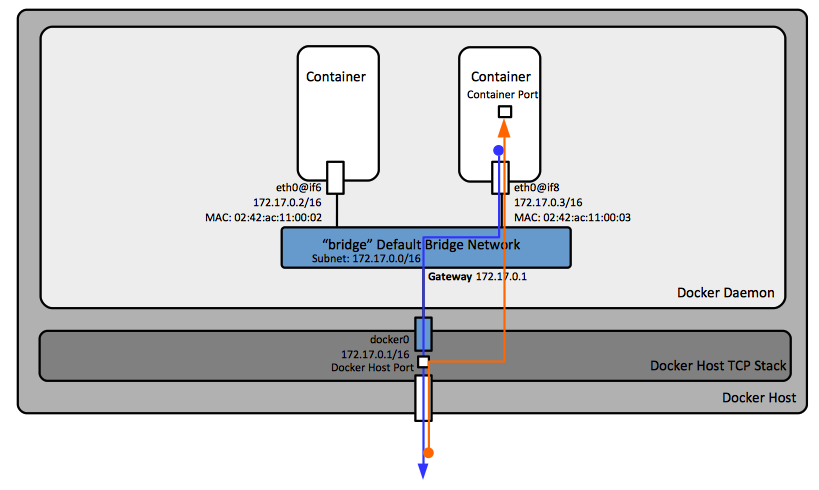 Container
Container
Container Port
eth0@if6
172.17.0.2/16
MAC: 02:42:ac:11:00:02
eth0@if8
172.17.0.3/16
MAC: 02:42:ac:11:00:03
“bridge” Default Bridge Network
Subnet: 172.17.0.0/16
Gateway 172.17.0.1
Docker Daemon
docker0
172.17.0.1/16
Docker Host Port
Docker Host TCP Stack
Docker Host